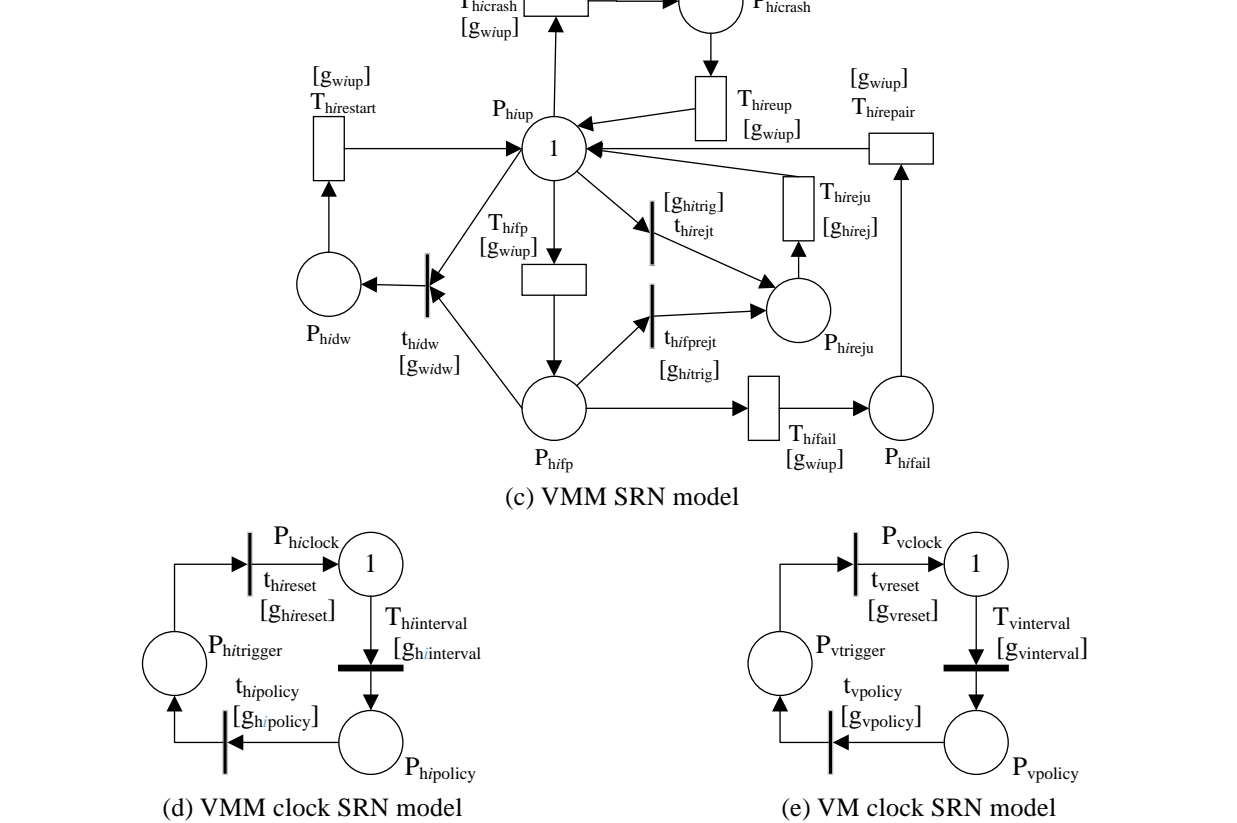 Thicrash
Phicrash
[gwiup]
[gwiup]
Thirestart
[gwiup]
Thirepair
Phiup
Thireup
[gwiup]
1
Thifp
[gwiup]
[ghitrig]
thirejt
Thireju
[ghirej]
Phidw
thidw
[gwidw]
thifprejt
[ghitrig]
Phireju
Thifail
[gwiup]
Phifp
Phifail
(c) VMM SRN model
Phiclock
1
thireset
[ghireset]
Thiinterval
[ghiinterval
Phitrigger
thipolicy
[ghipolicy]
Phipolicy
(d) VMM clock SRN model
Pvclock
1
tvreset
[gvreset]
Tvinterval
[gvinterval]
Pvtrigger
tvpolicy
[gvpolicy]
Pvpolicy
(e) VM clock SRN model